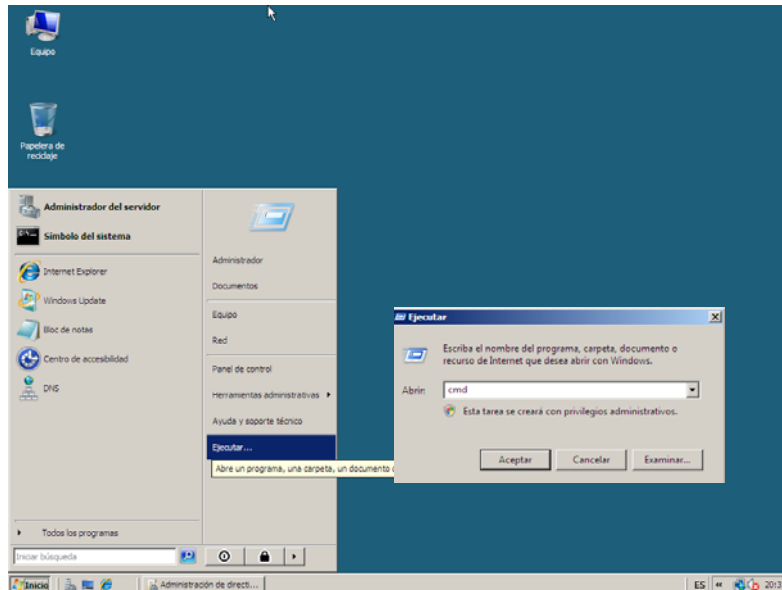 Equipo
Papelera de
reciclaje
Administrador del servidor
Símbolo del sistema
Internet Explorer
Windows Update
Bloc de notas
Centro de accesibilidad
DNS
Todos los programas
Iniciar búsqueda
Administrador
Documentos
Equipo
Red
Panel de control
Herramientas administrativas
Ayuda y soporte técnico
Ejecutar...
Abre un programa, una carpeta, un documento
Ejecutar
Escriba el nombre del programa, carpeta, documento o
recurso de Internet que desea abrir con Windows.
Abrir:
cmd
Esta tarea se creará con privilegios administrativos.
Aceptar
Cancelar
Examinar...
Inicio
Administración de directi...
ES
20:13